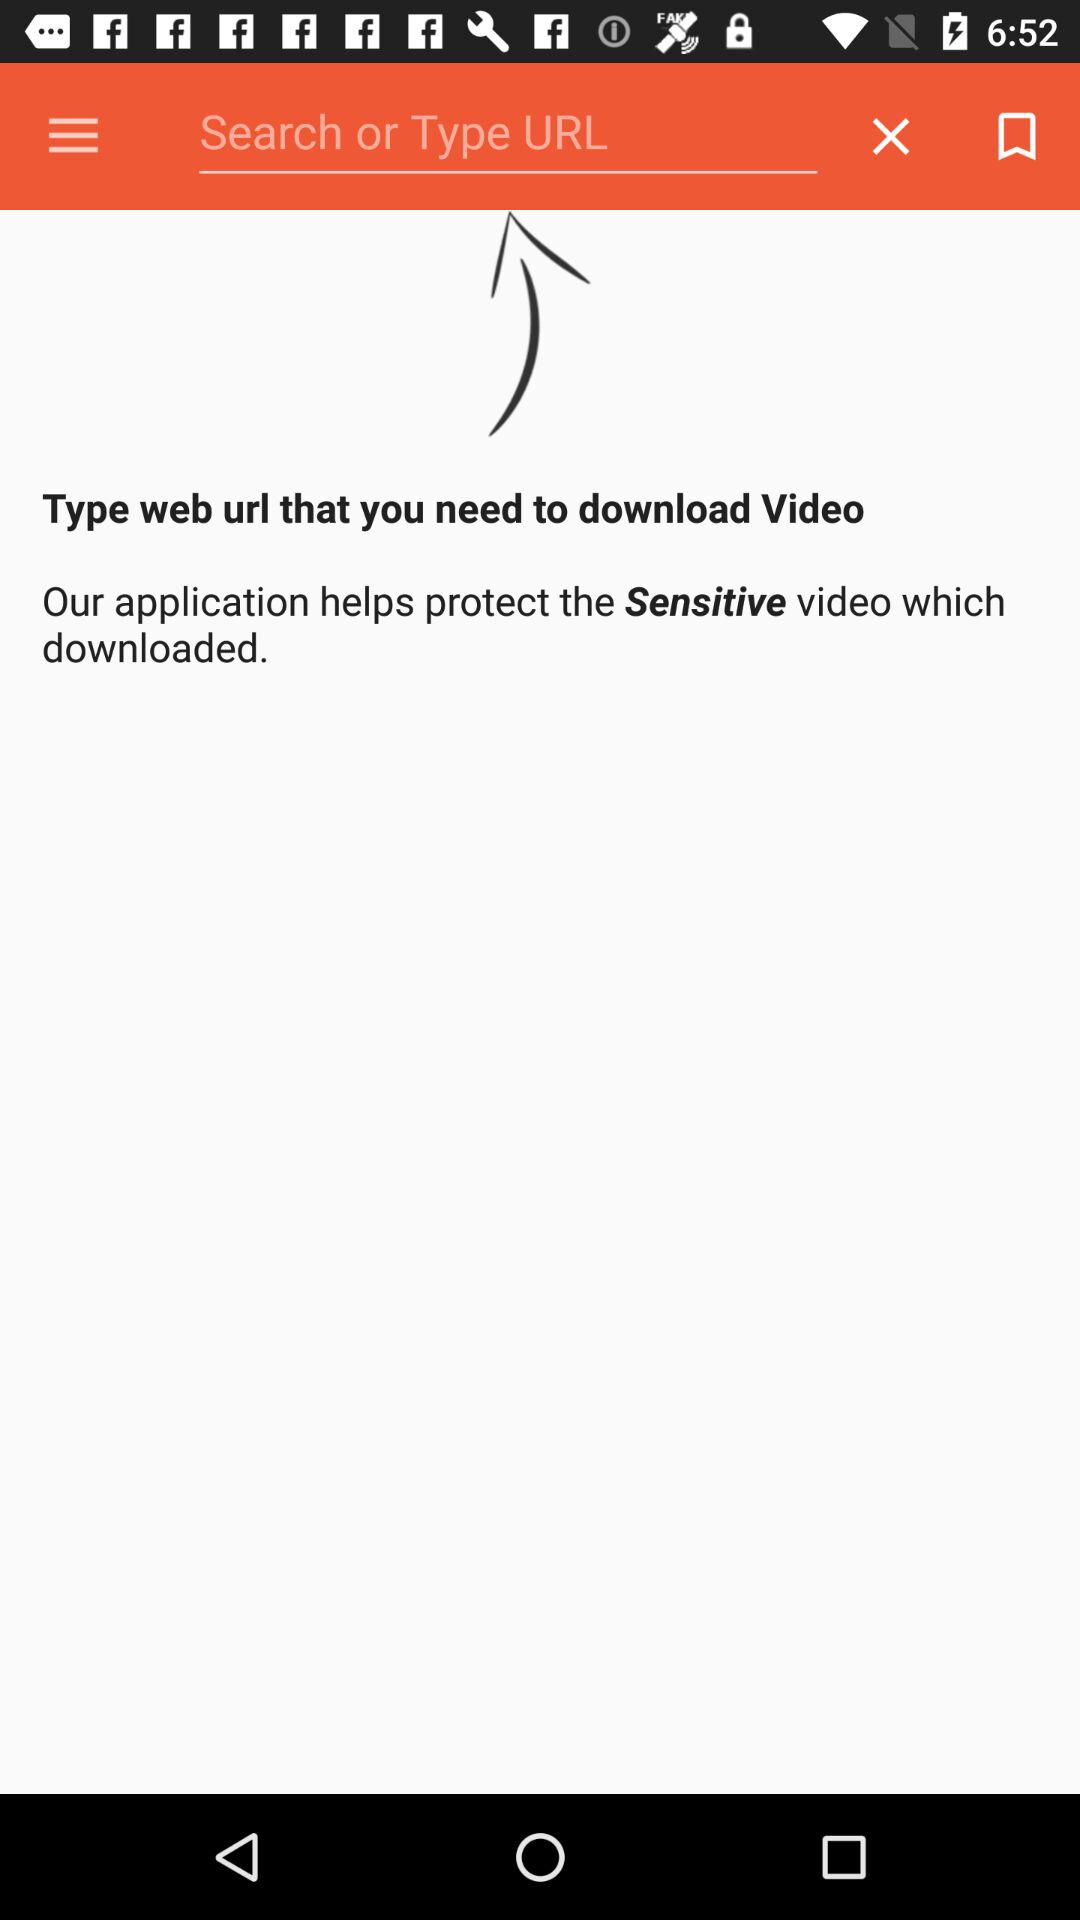 FAKE
6:52
Search or Type URL
Type web url that you need to download Video
Our application helps protect the Sensitive video which
downloaded.